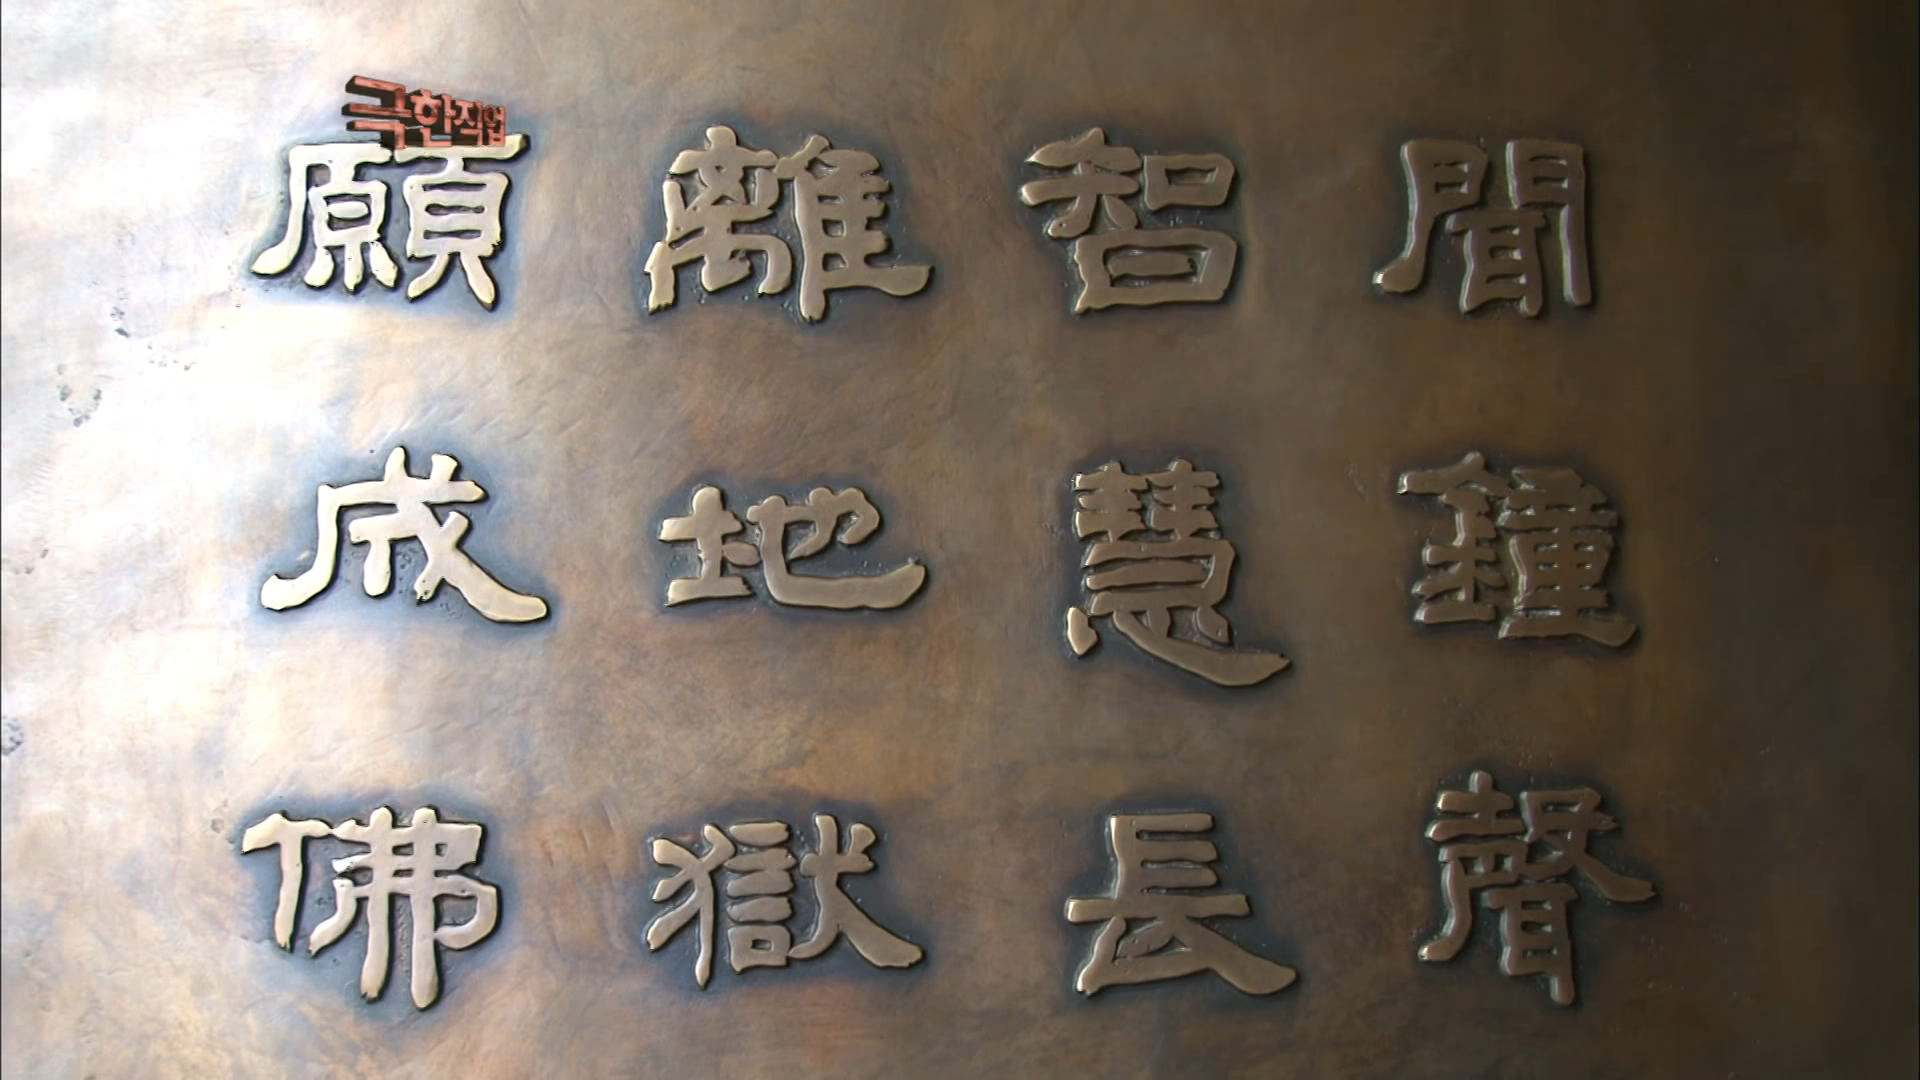 극한직업
聞鐘聲
智慧長
離地獄
願成佛